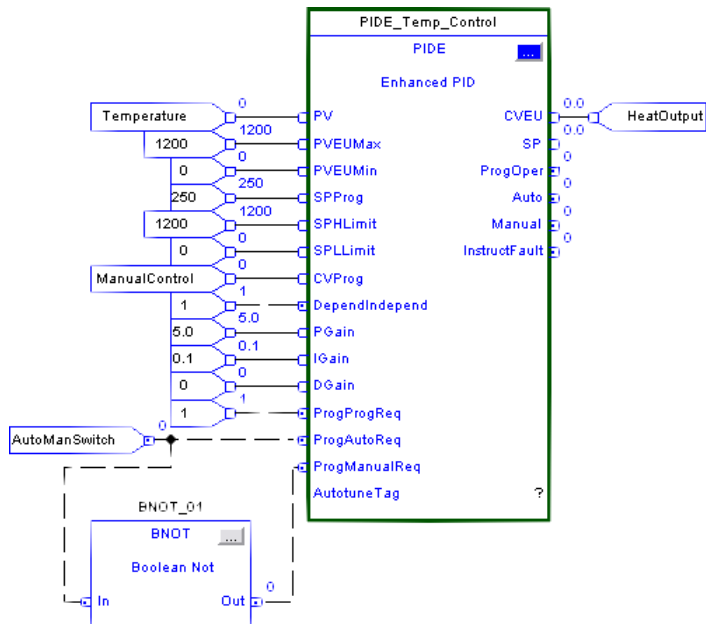 PIDE_Temp_Control
PIDE ...
Enhanced PID
Temperature 0 PV CVEU 0.0 HeatOutput
1200 1200 PVEUMax SP 0.0
0 0 PVEUMin ProgOper 0
250 250 SPProg Auto 0
1200 1200 SPHLimit Manual 0
0 0 SPLLimit InstructFault 0
ManualControl 0 CVProg
1 1 DependIndepend
5.0 5.0 PGain
0.1 0.1 IGain
0 0 DGain
1 1 ProgProgReq
AutoManSwitch 0 ProgAutoReq
ProgManualReq
AutotuneTag ?
BNOT_01
BNOT ...
Boolean Not
In Out 0